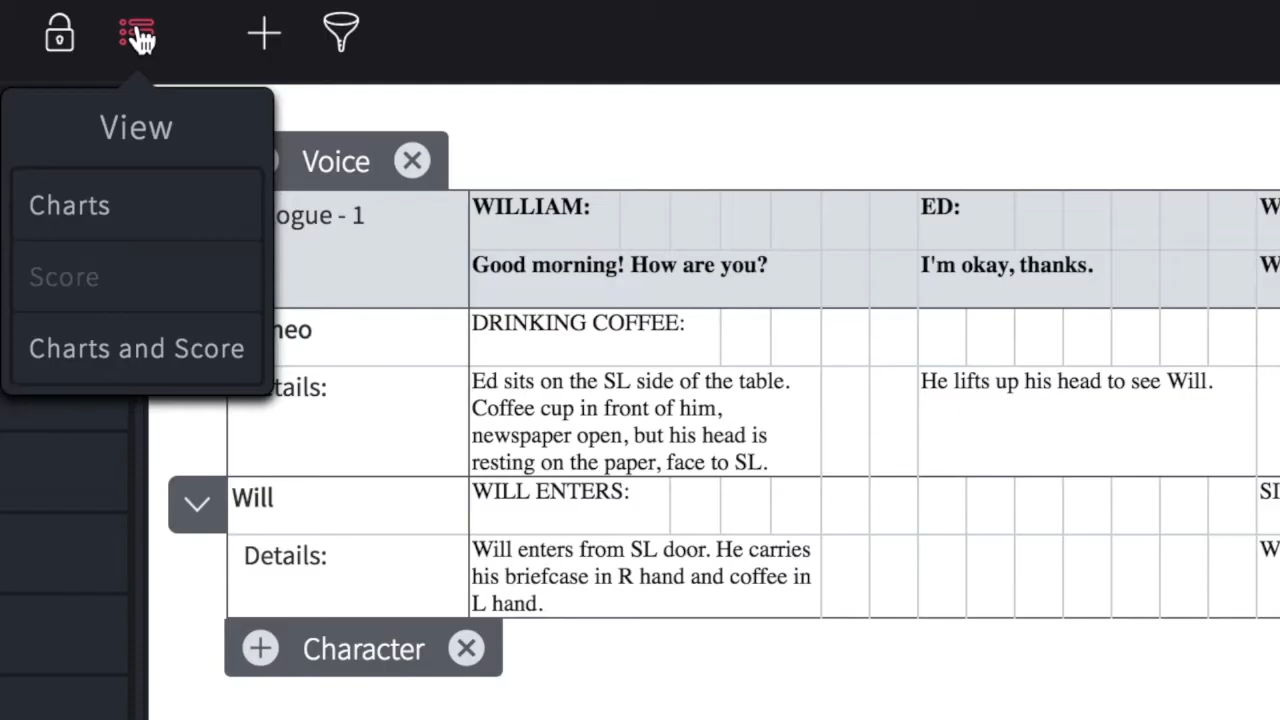 View
Charts
Score
Charts and Score
Voice
ogue - 1
WILLIAM:
ED:
W
Good morning! How are you?
I'm okay, thanks.
W
neo
DRINKING COFFEE:
tails:
Ed sits on the SL side of the table.
Coffee cup in front of him,
newspaper open, but his head is
resting on the paper, face to SL.
He lifts up his head to see Will.
Will
WILL ENTERS:
SI
Details:
Will enters from SL door. He carries
his briefcase in R hand and coffee in
L hand.
W
Character